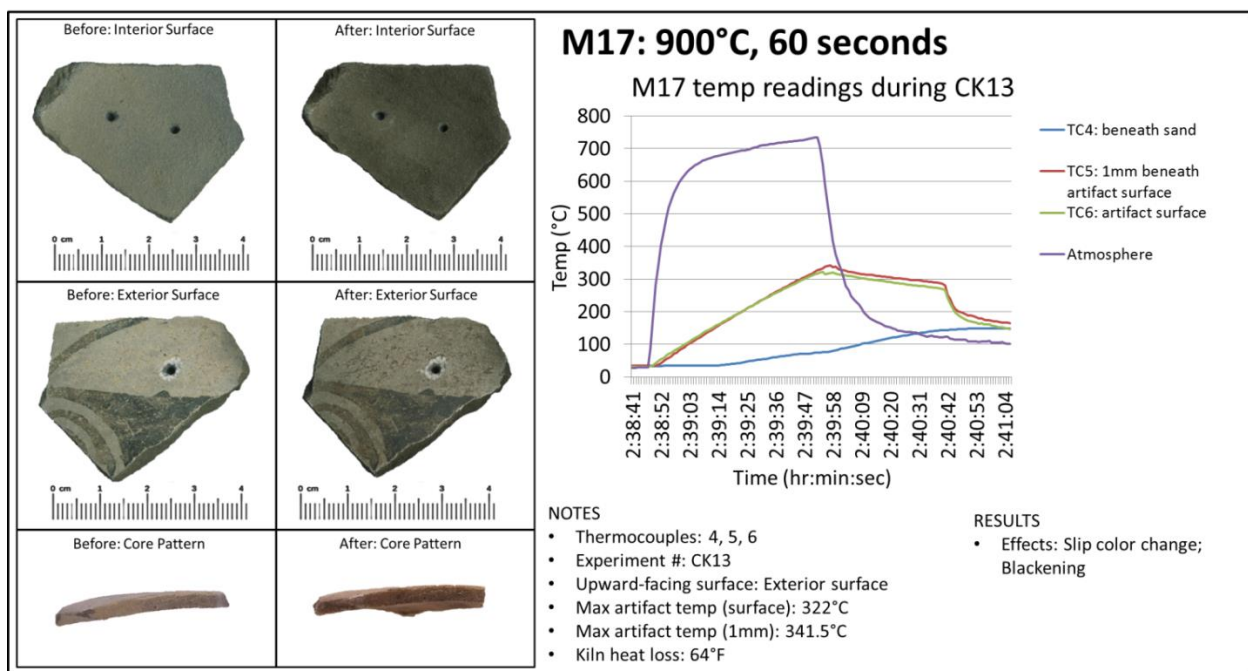 Before: Interior Surface
After: Interior Surface
0 cm 1 2 3 4
0 cm 1 2 3 4
Before: Exterior Surface
After: Exterior Surface
0 cm 1 2 3 4
0 cm 1 2 3 4
Before: Core Pattern
After: Core Pattern
M17: 900°C, 60 seconds
M17 temp readings during CK13
Temp (°C)
800
700
600
500
400
300
200
100
0
2:38:41
2:38:52
2:39:03
2:39:14
2:39:25
2:39:36
2:39:47
2:39:58
2:40:09
2:40:20
2:40:31
2:40:42
2:40:53
2:41:04
Time (hr:min:sec)
TC4: beneath sand
TC5: 1mm beneath
artifact surface
TC6: artifact surface
Atmosphere
NOTES
• Thermocouples: 4, 5, 6
• Experiment #: CK13
• Upward-facing surface: Exterior surface
• Max artifact temp (surface): 322°C
• Max artifact temp (1mm): 341.5°C
• Kiln heat loss: 64°F
RESULTS
• Effects: Slip color change;
Blackening